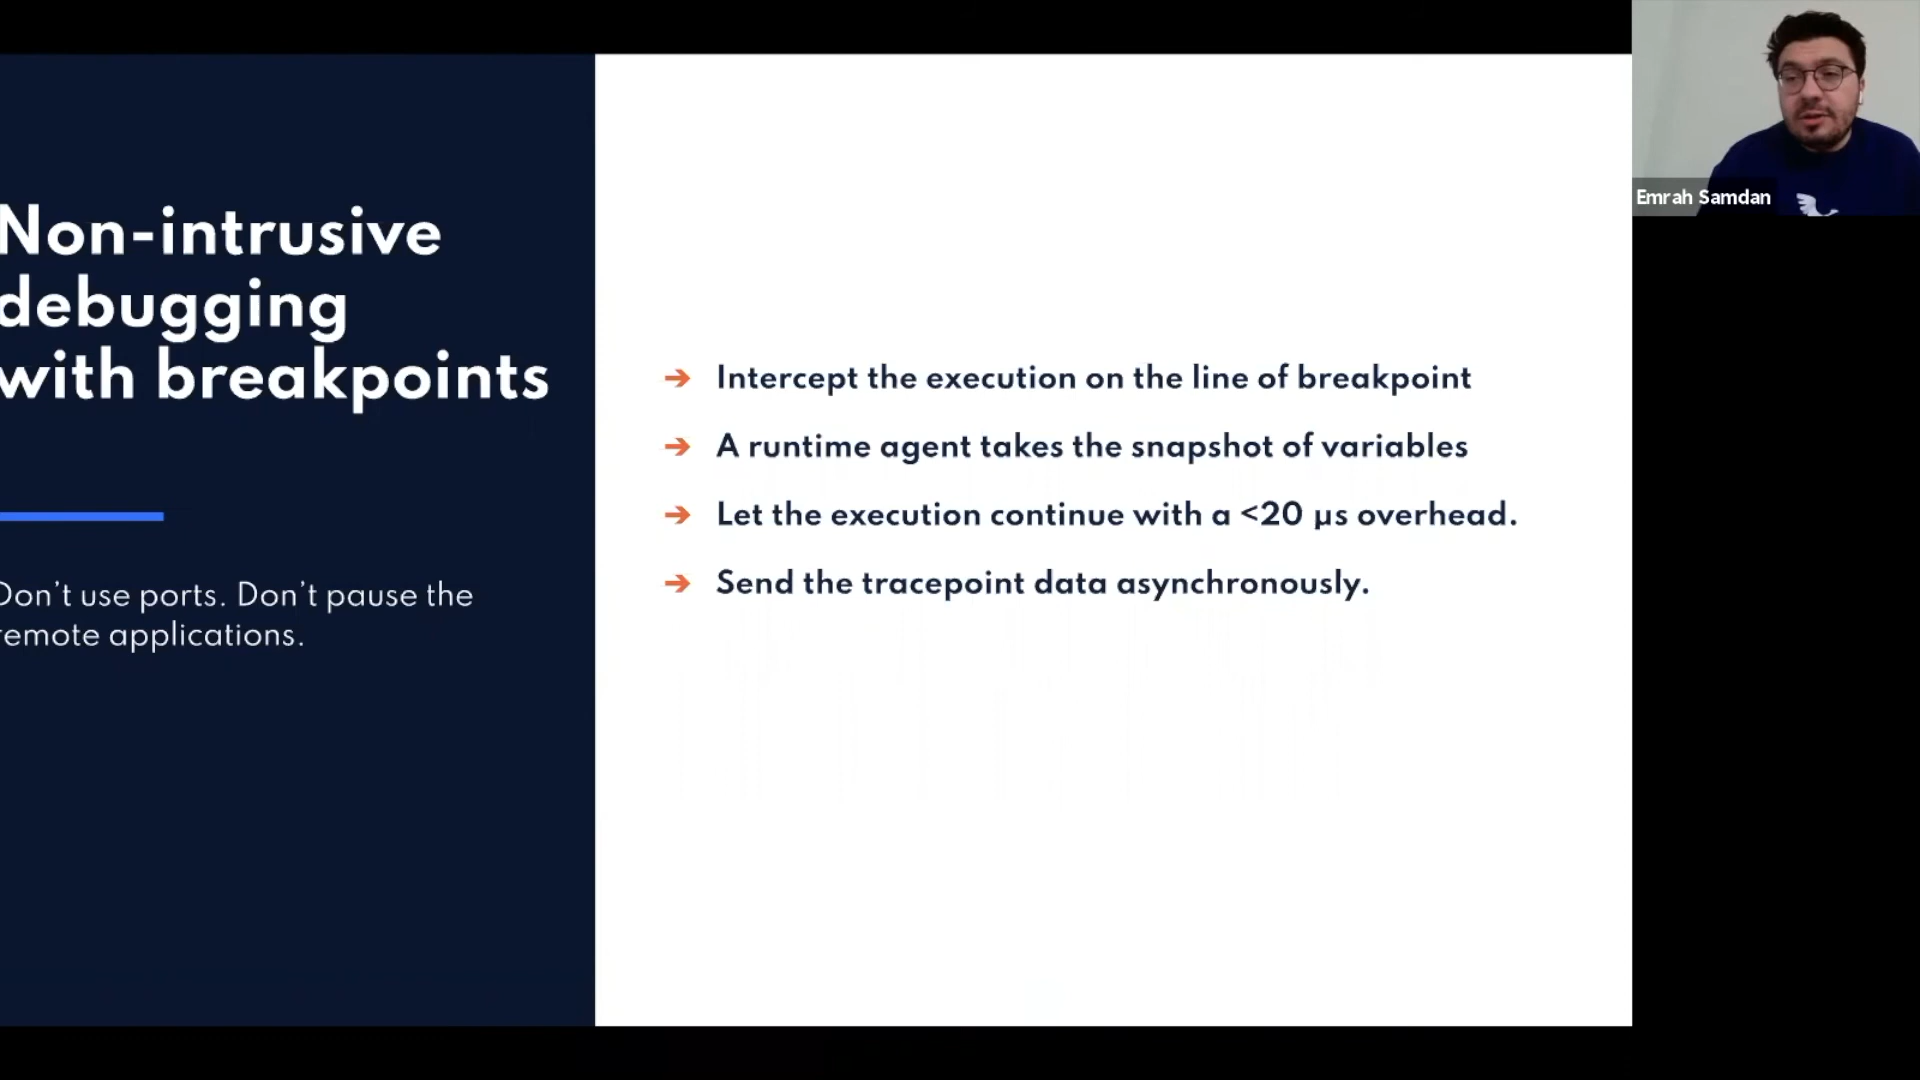 Non-intrusive
debugging
with breakpoints
Don't use ports. Don't pause the
remote applications.
➔ Intercept the execution on the line of breakpoint
➔ A runtime agent takes the snapshot of variables
➔ Let the execution continue with a <20 μs overhead.
➔ Send the tracepoint data asynchronously.
Emrah Samdan